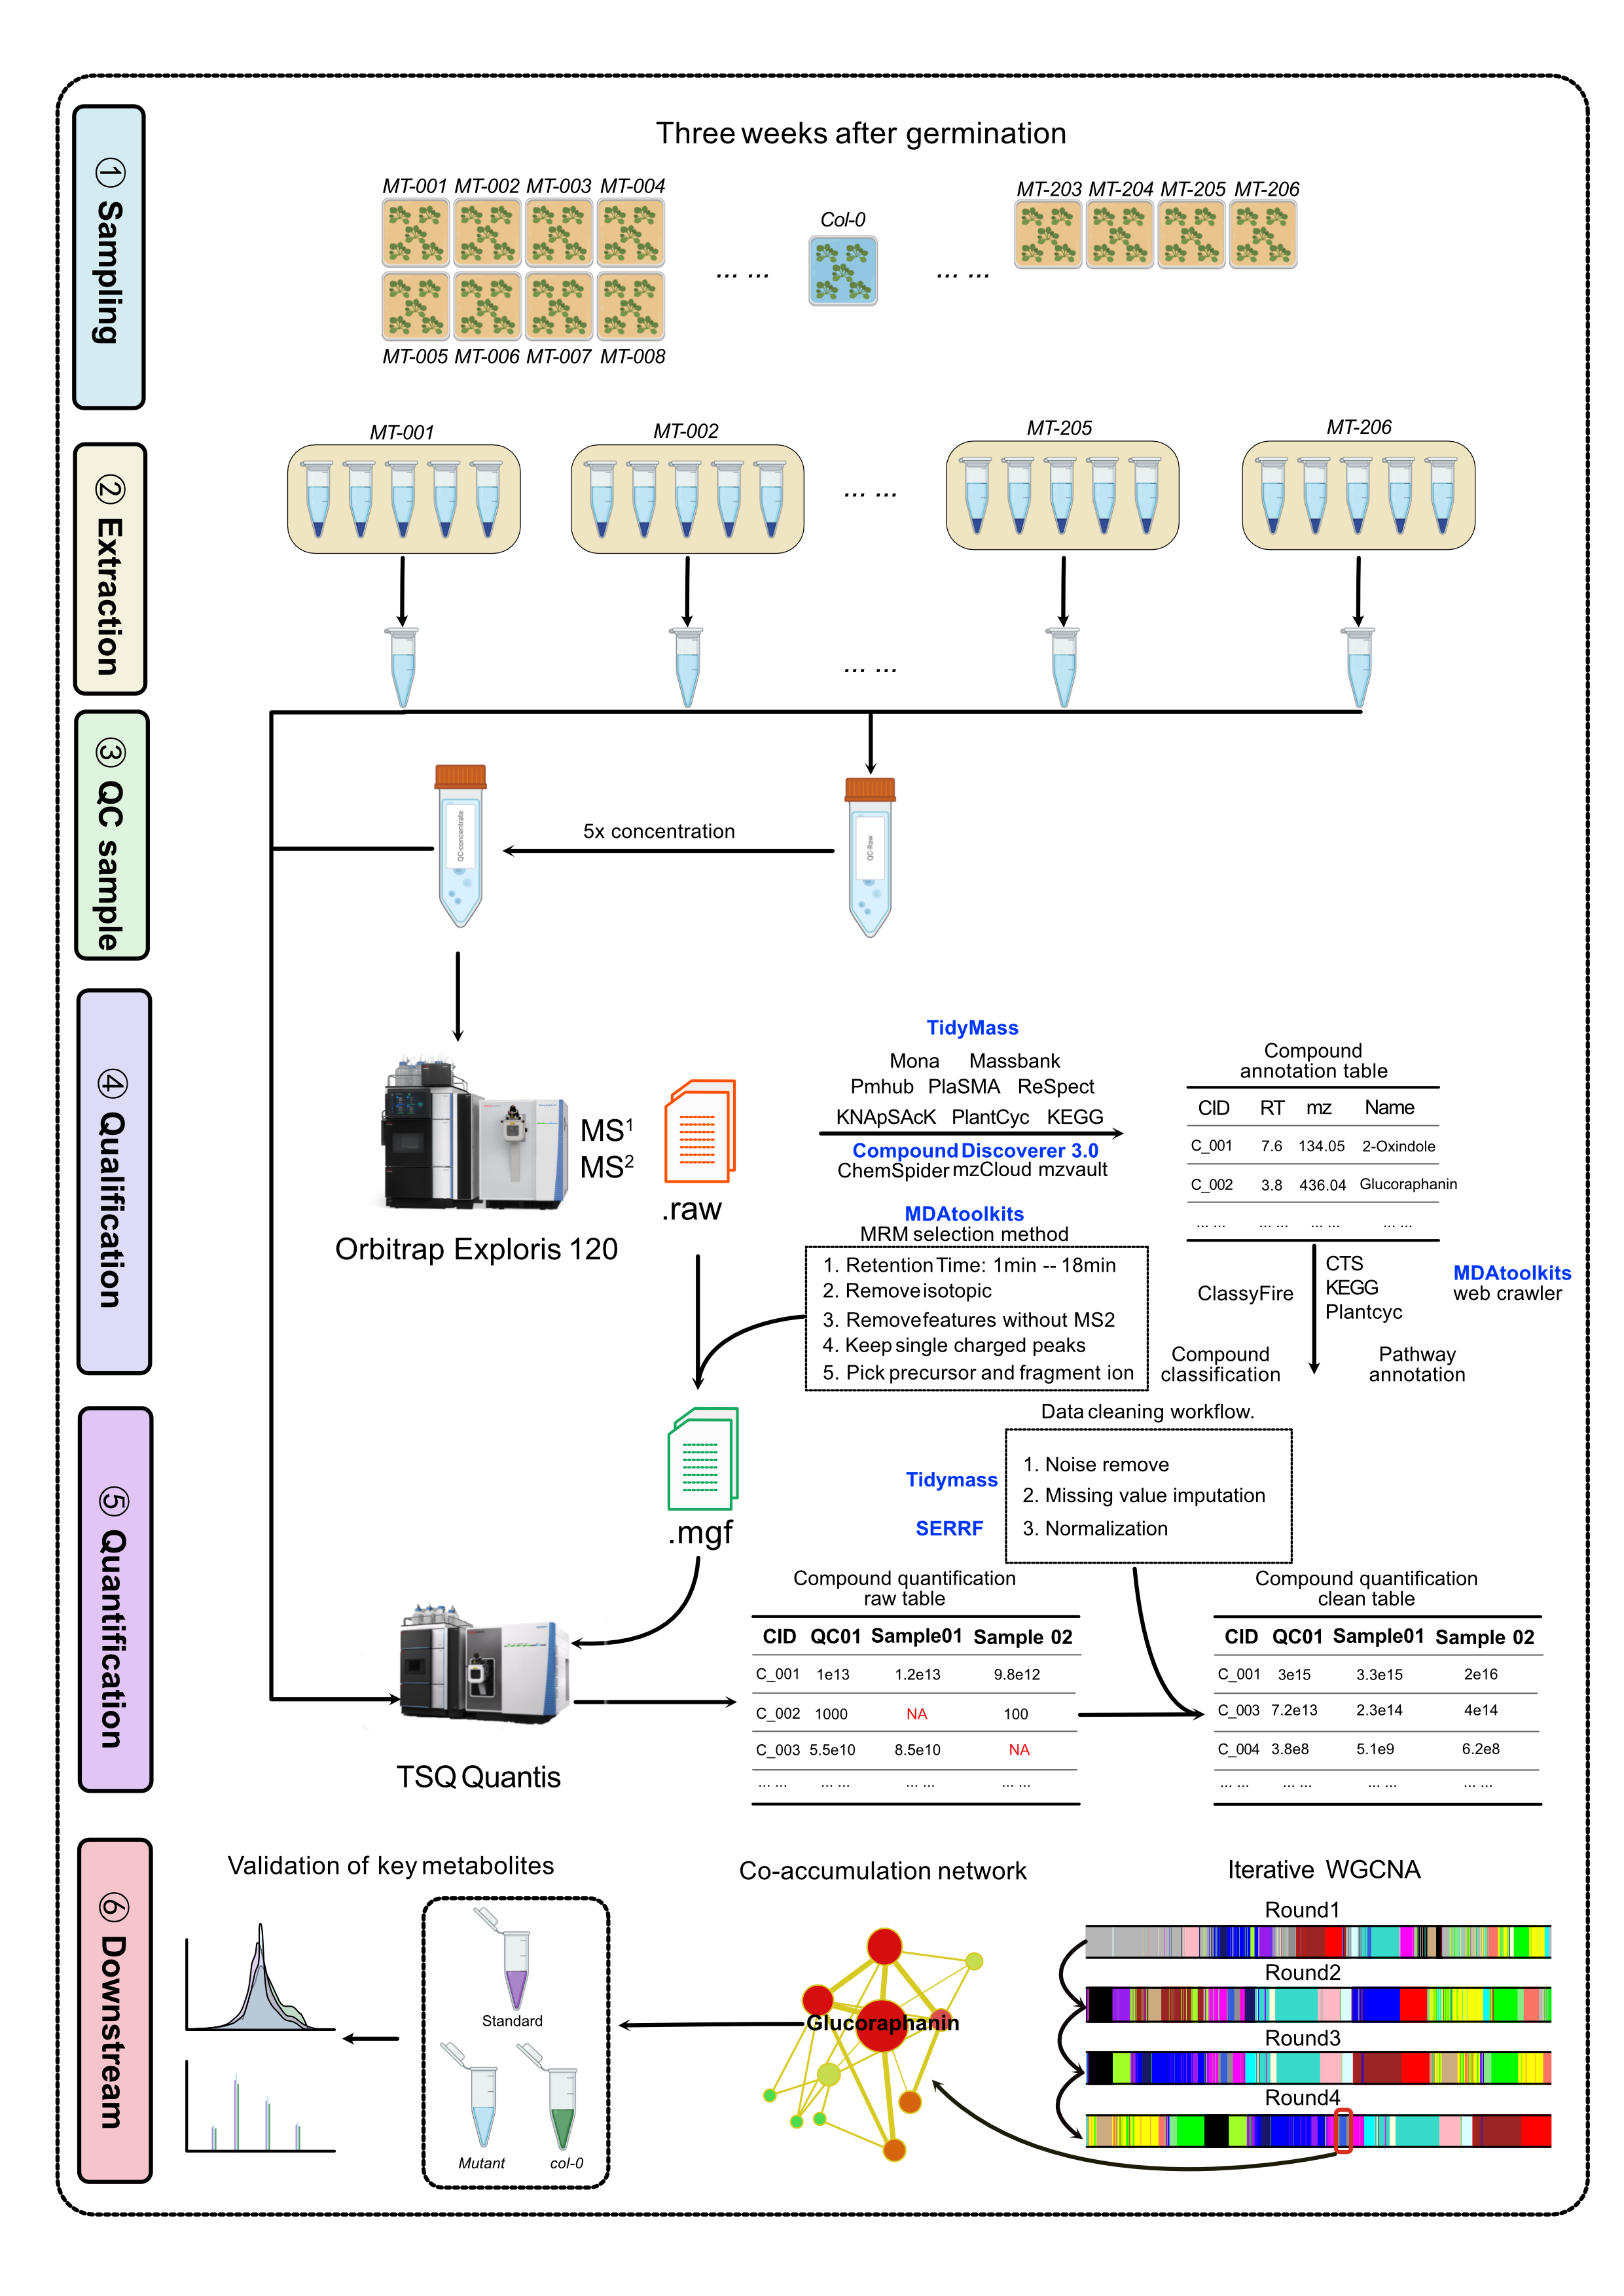 ① Sampling
Three weeks after germination
MT-001 MT-002 MT-003 MT-004
MT-203 MT-204 MT-205 MT-206
Col-0
... ...
... ...
MT-005 MT-006 MT-007 MT-008
② Extraction
MT-001
MT-002
MT-205
MT-206
... ...
... ...
③ QC sample
QC-concentrate
5x concentration
QC-Raw
④ Qualification
MS1
MS2
Orbitrap Exploris 120
.raw
TidyMass
Mona Massbank
Pmhub PlaSMA ReSpect
KNApSAcK PlantCyc KEGG
Compound Discoverer 3.0
ChemSpider mzCloud mzvault
Compound
annotation table
CID RT mz Name
C_001 7.6 134.05 2-Oxindole
C_002 3.8 436.04 Glucoraphanin
... ... ... ... ... ... ... ...
MDAtoolkits
MRM selection method
1. Retention Time: 1min -- 18min
2. Remove isotopic
3. Remove features without MS2
4. Keep single charged peaks
5. Pick precursor and fragment ion
ClassyFire
CTS
KEGG
Plantcyc
MDAtoolkits
web crawler
Compound
classification
Pathway
annotation
⑤ Quantification
.mgf
Data cleaning workflow.
Tidymass
SERRF
1. Noise remove
2. Missing value imputation
3. Normalization
TSQ Quantis
Compound quantification
raw table
CID QC01 Sample01 Sample 02
C_001 1e13 1.2e13 9.8e12
C_002 1000 NA 100
C_003 5.5e10 8.5e10 NA
... ... ... ... ... ... ... ...
Compound quantification
clean table
CID QC01 Sample01 Sample 02
C_001 3e15 3.3e15 2e16
C_003 7.2e13 2.3e14 4e14
C_004 3.8e8 5.1e9 6.2e8
... ... ... ... ... ... ... ...
⑥ Downstream
Validation of key metabolites
Standard
Mutant
col-0
Co-accumulation network
Glucoraphanin
Iterative WGCNA
Round1
Round2
Round3
Round4